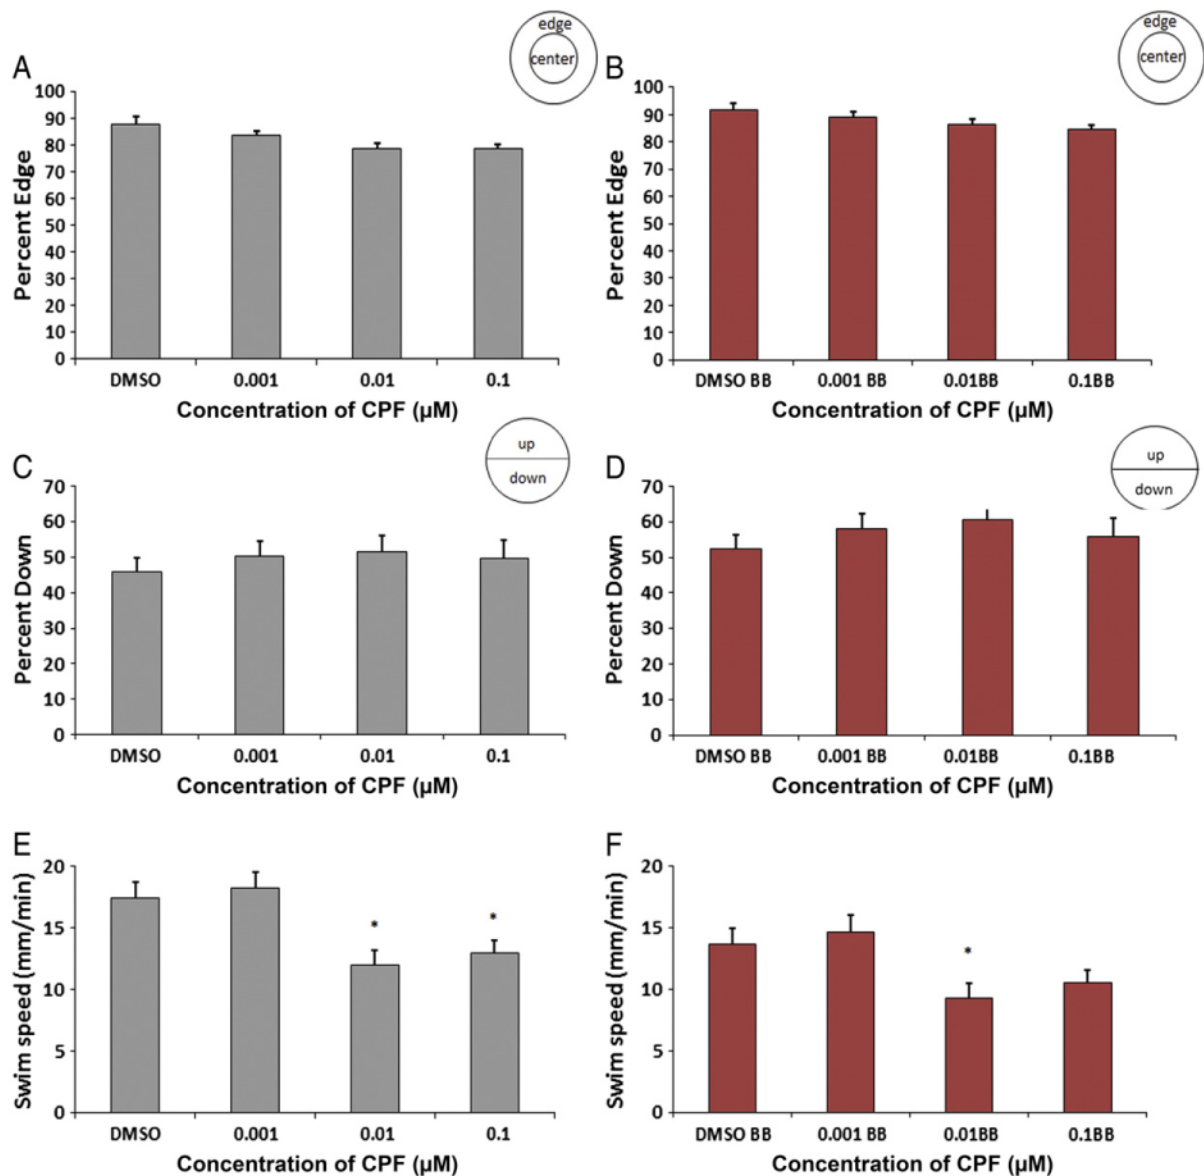 A
edge
center
Percent Edge
100
90
80
70
60
50
40
30
20
10
0
DMSO 0.001 0.01 0.1
Concentration of CPF (µM)
B
edge
center
Percent Edge
100
90
80
70
60
50
40
30
20
10
0
DMSO BB 0.001 BB 0.01BB 0.1BB
Concentration of CPF (µM)
C
up
down
Percent Down
70
60
50
40
30
20
10
0
DMSO 0.001 0.01 0.1
Concentration of CPF (µM)
D
up
down
Percent Down
70
60
50
40
30
20
10
0
DMSO BB 0.001 BB 0.01BB 0.1BB
Concentration of CPF (µM)
E
Swim speed (mm/min)
20
15
10
5
0
* *
DMSO 0.001 0.01 0.1
Concentration of CPF (µM)
F
Swim speed (mm/min)
20
15
10
5
0
*
DMSO BB 0.001 BB 0.01BB 0.1BB
Concentration of CPF (µM)